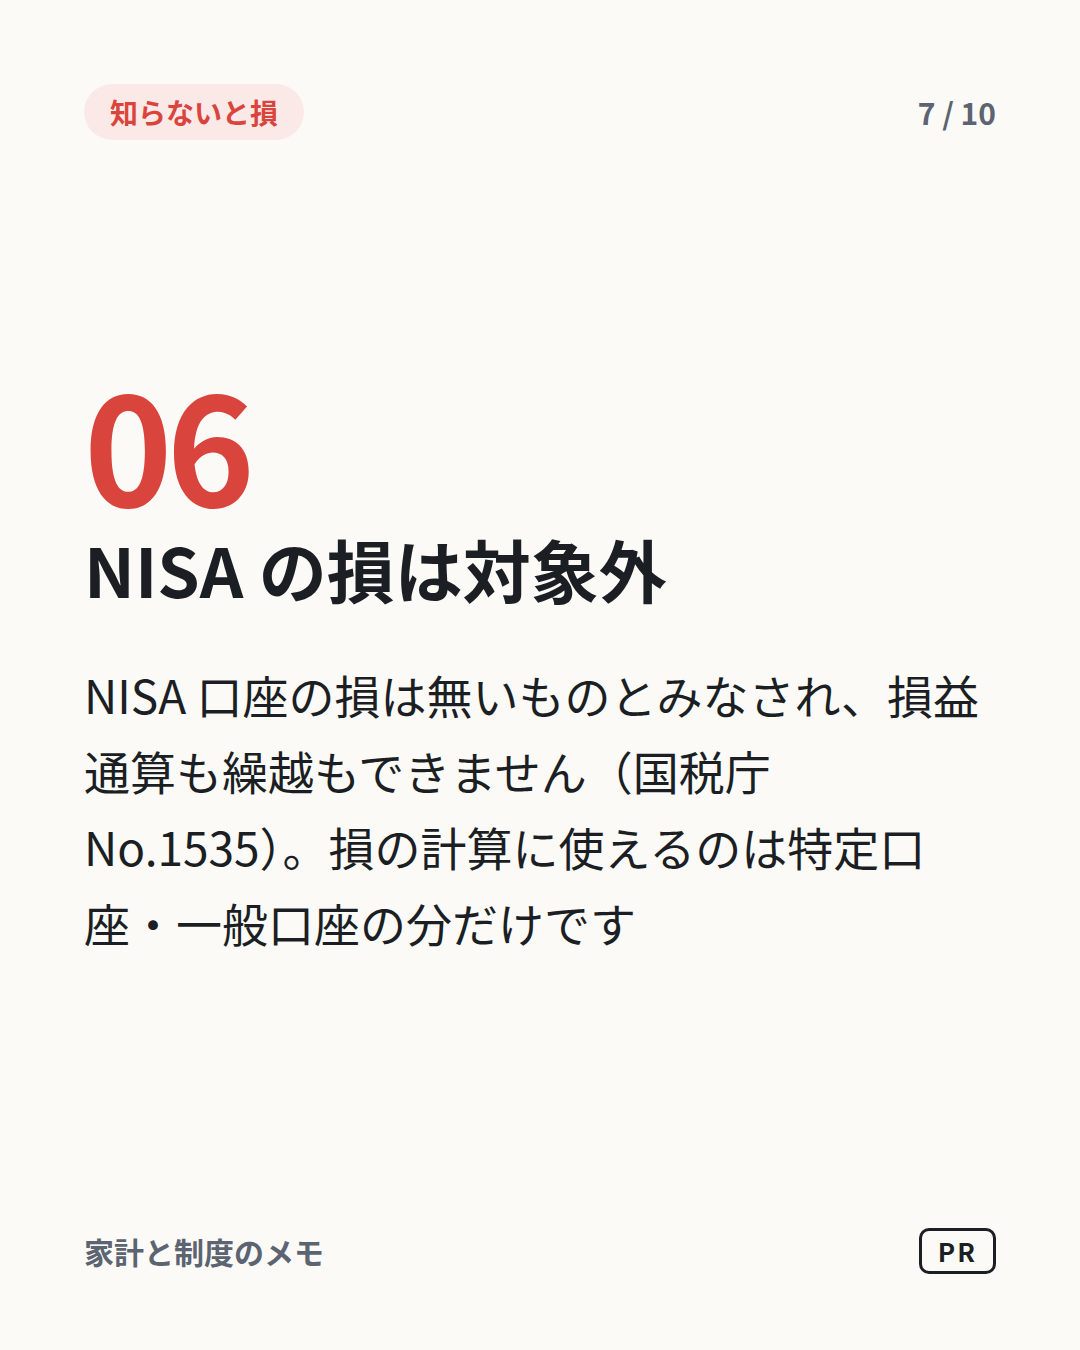 知らないと損
7 / 10
06
NISA の損は対象外
NISA 口座の損は無いものとみなされ、損益
通算も繰越もできません（国税庁
No.1535）。損の計算に使えるのは特定口
座・一般口座の分だけです
家計と制度のメモ
PR